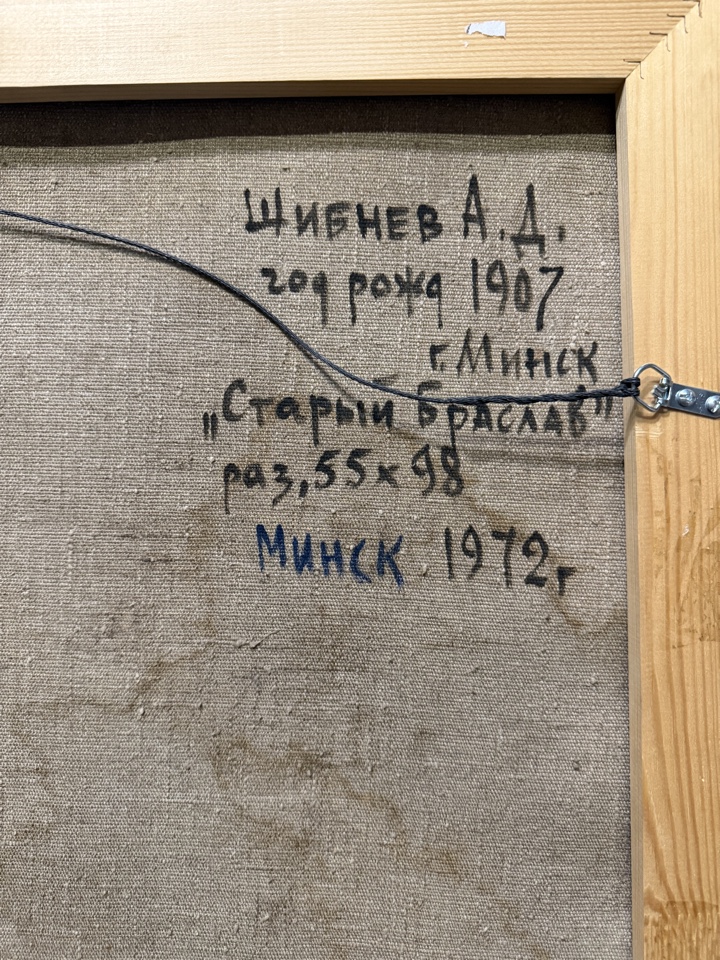 Шибнев А.Д.
год рожд 1907
г. Минск
„Старый Браслав"
раз, 55х98
Минск 1972г